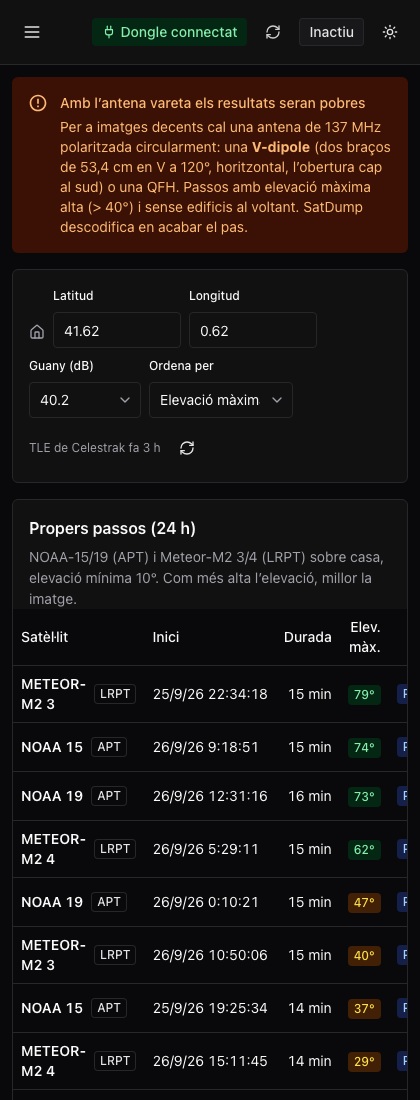 Dongle connectat
Inactiu
Amb l'antena vareta els resultats seran pobres
Per a imatges decents cal una antena de 137 MHz
polaritzada circularment: una V-dipole (dos braços
de 53,4 cm en V a 120°, horitzontal, l'obertura cap
al sud) o una QFH. Passos amb elevació màxima
alta (> 40°) i sense edificis al voltant. SatDump
descodifica en acabar el pas.
Latitud Longitud
41.62 0.62
Guany (dB) Ordena per
40.2 Elevació màxim
TLE de Celestrak fa 3 h
Propers passos (24 h)
NOAA-15/19 (APT) i Meteor-M2 3/4 (LRPT) sobre casa,
elevació mínima 10°. Com més alta l'elevació, millor la
imatge.
Satèl·lit Inici Durada Elev.
màx.
METEOR-
M2 3 LRPT 25/9/26 22:34:18 15 min 79°
NOAA 15 APT 26/9/26 9:18:51 15 min 74°
NOAA 19 APT 26/9/26 12:31:16 16 min 73°
METEOR-
M2 4 LRPT 26/9/26 5:29:11 15 min 62°
NOAA 19 APT 26/9/26 0:10:21 15 min 47°
METEOR-
M2 3 LRPT 26/9/26 10:50:06 15 min 40°
NOAA 15 APT 25/9/26 19:25:34 14 min 37°
METEOR-
M2 4 LRPT 26/9/26 15:11:45 14 min 29°